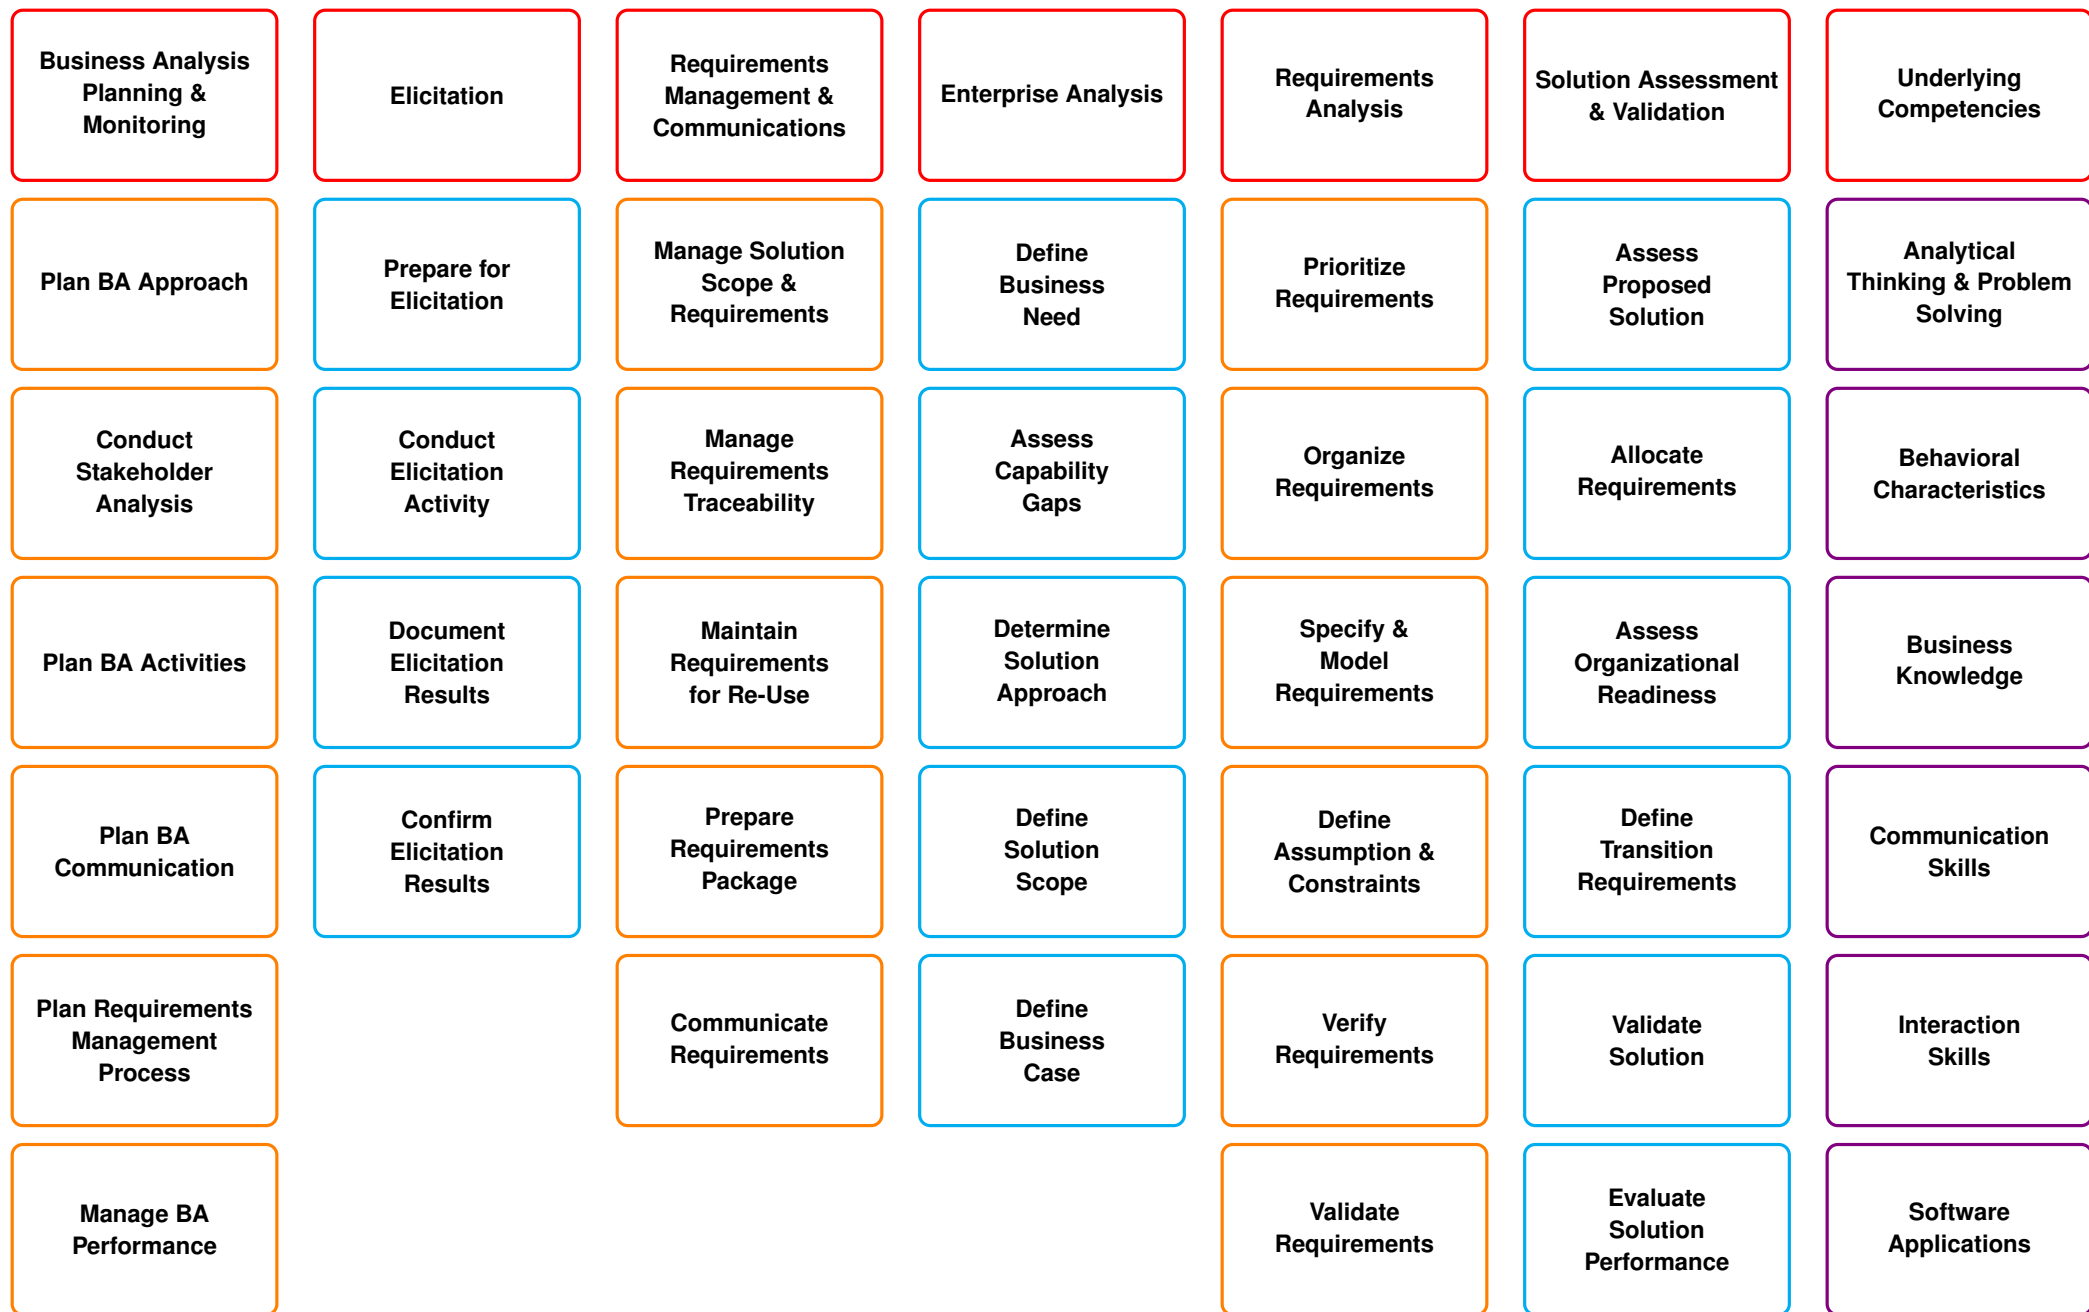 Business Analysis
Planning &
Monitoring
Elicitation
Requirements
Management &
Communications
Enterprise Analysis
Requirements
Analysis
Solution Assessment
& Validation
Underlying
Competencies
Plan BA Approach
Prepare for
Elicitation
Manage Solution
Scope &
Requirements
Define
Business
Need
Prioritize
Requirements
Assess
Proposed
Solution
Analytical
Thinking & Problem
Solving
Conduct
Stakeholder
Analysis
Conduct
Elicitation
Activity
Manage
Requirements
Traceability
Assess
Capability
Gaps
Organize
Requirements
Allocate
Requirements
Behavioral
Characteristics
Plan BA Activities
Document
Elicitation
Results
Maintain
Requirements
for Re-Use
Determine
Solution
Approach
Specify &
Model
Requirements
Assess
Organizational
Readiness
Business
Knowledge
Plan BA
Communication
Confirm
Elicitation
Results
Prepare
Requirements
Package
Define
Solution
Scope
Define
Assumption &
Constraints
Define
Transition
Requirements
Communication
Skills
Plan Requirements
Management
Process
Communicate
Requirements
Define
Business
Case
Verify
Requirements
Validate
Solution
Interaction
Skills
Manage BA
Performance
Validate
Requirements
Evaluate
Solution
Performance
Software
Applications